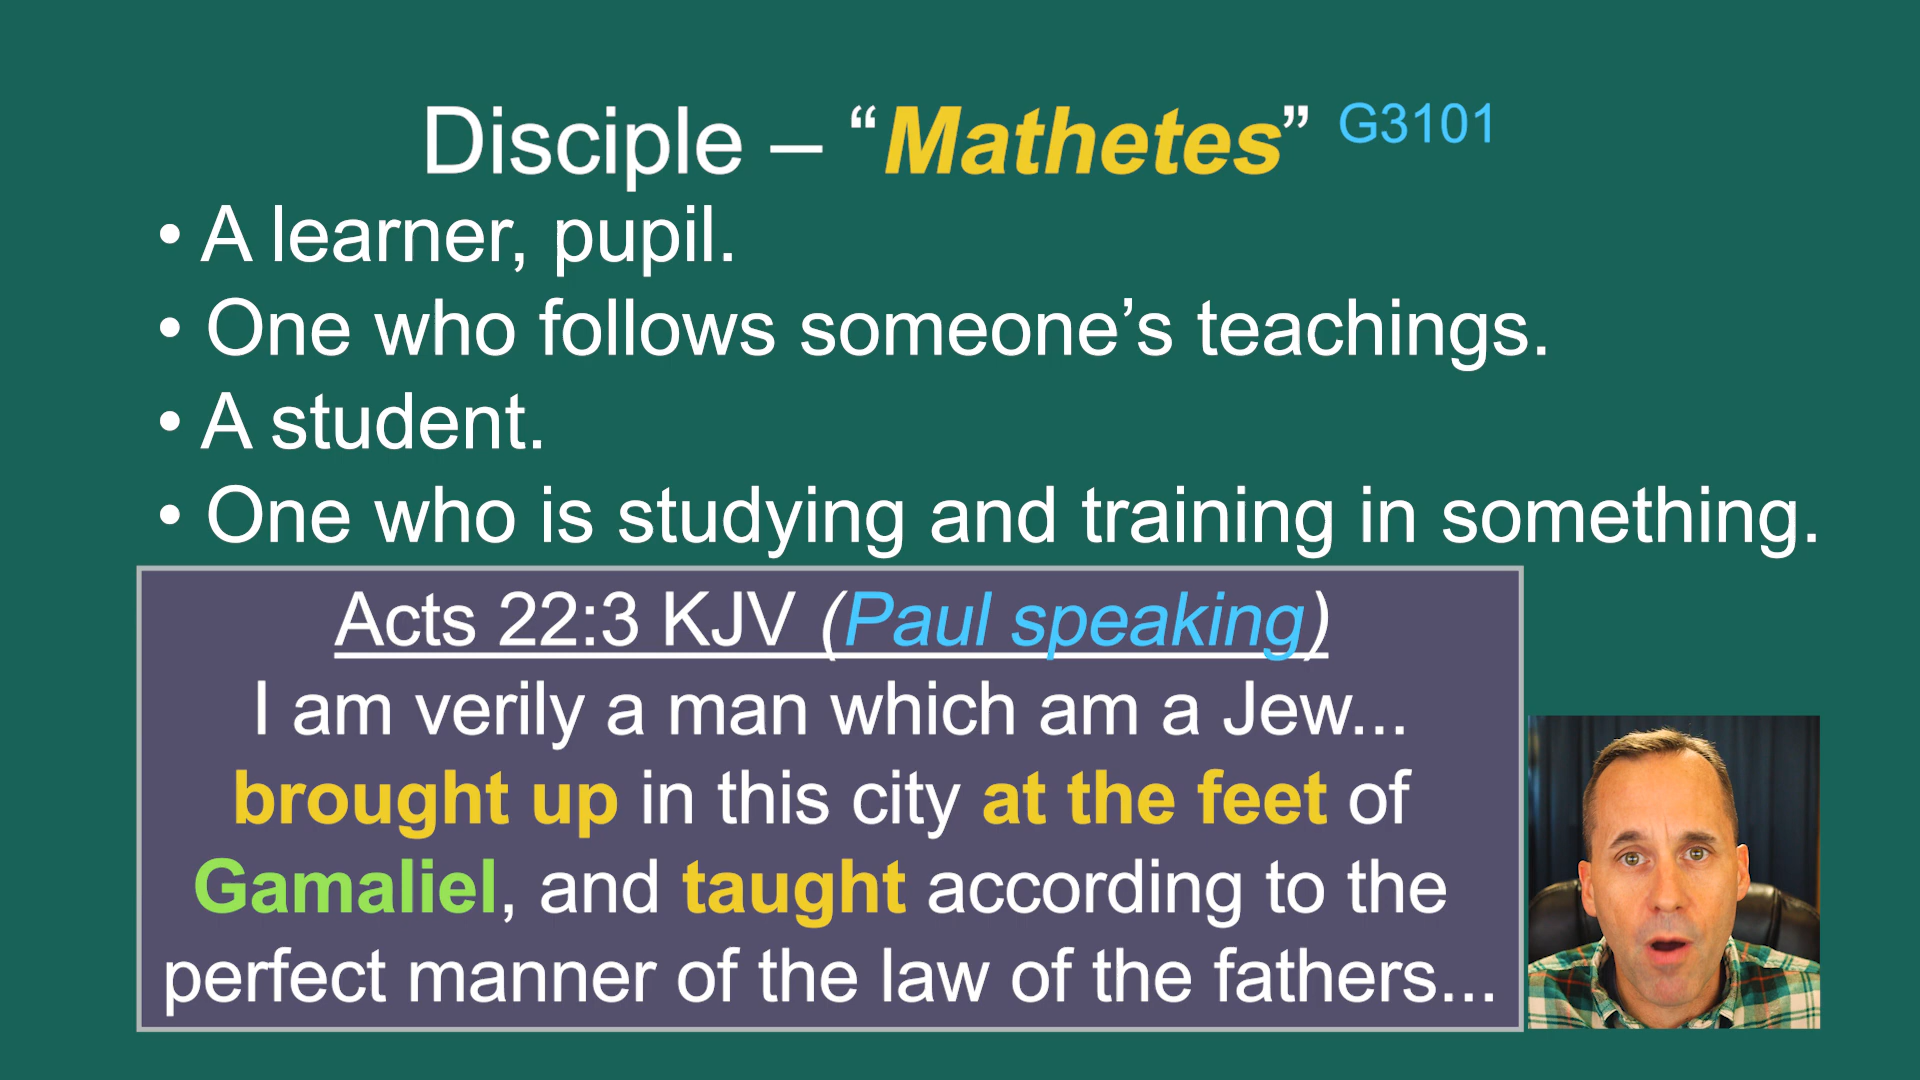 Disciple – “Mathetes” G3101
• A learner, pupil.
• One who follows someone’s teachings.
• A student.
• One who is studying and training in something.
Acts 22:3 KJV (Paul speaking)
I am verily a man which am a Jew...
brought up in this city at the feet of
Gamaliel, and taught according to the
perfect manner of the law of the fathers...